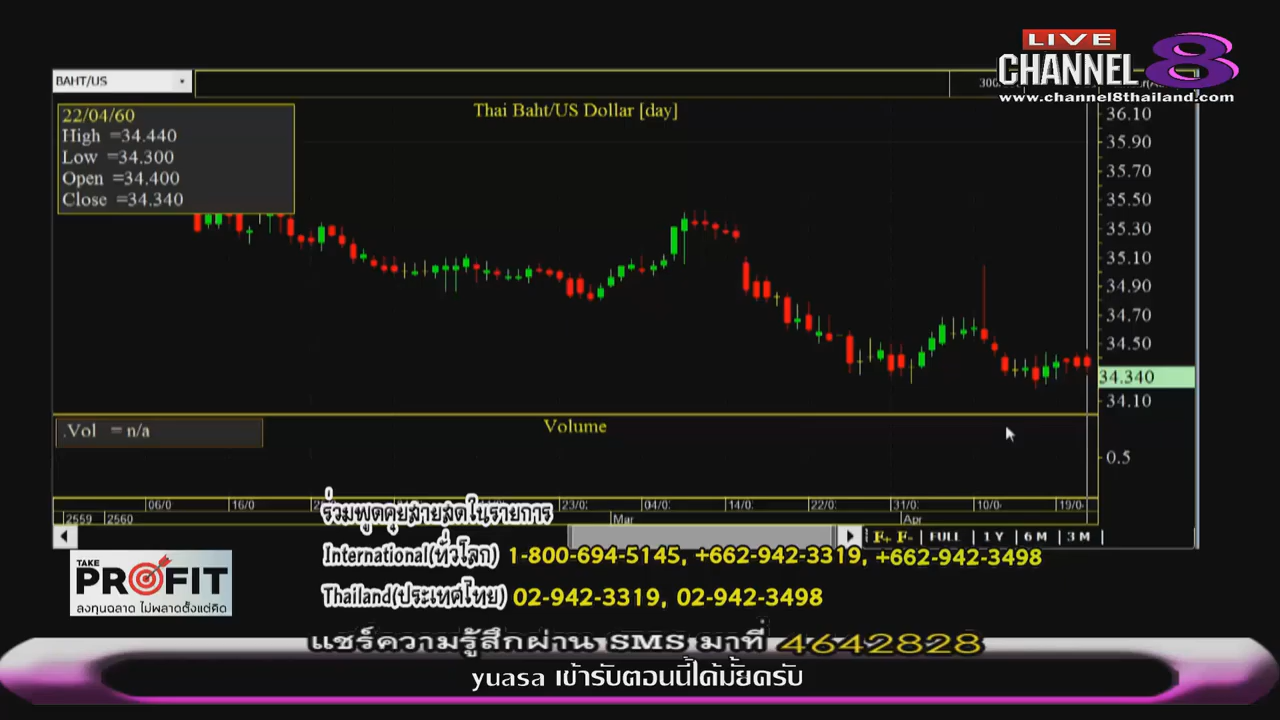 LIVE
CHANNEL 8
www.channel8thailand.com
BAHT/US
Thai Baht/US Dollar [day]
22/04/60
High =34.440
Low =34.300
Open =34.400
Close =34.340
36.10
35.90
35.70
35.50
35.30
35.10
34.90
34.70
34.50
34.340
34.10
.Vol = n/a
Volume
0.5
06/0 16/0 23/0 04/0 14/0 22/0 31/0 10/0 19/0
2559 2560 Mar Apr
FULL 1 Y 6 M 3 M
ร่วมพูดคุยสายสดในรายการ
International(ทั่วโลก) 1-800-694-5145, +662-942-3319, +662-942-3498
Thailand(ประเทศไทย) 02-942-3319, 02-942-3498
TAKE
PROFIT
ลงทุนฉลาด ไม่พลาดตั้งแต่คิด
แชร์ความรู้สึกผ่าน SMS มาที่ 4642828
yuasa เข้ารับตอนนี้ได้มั้ยครับ